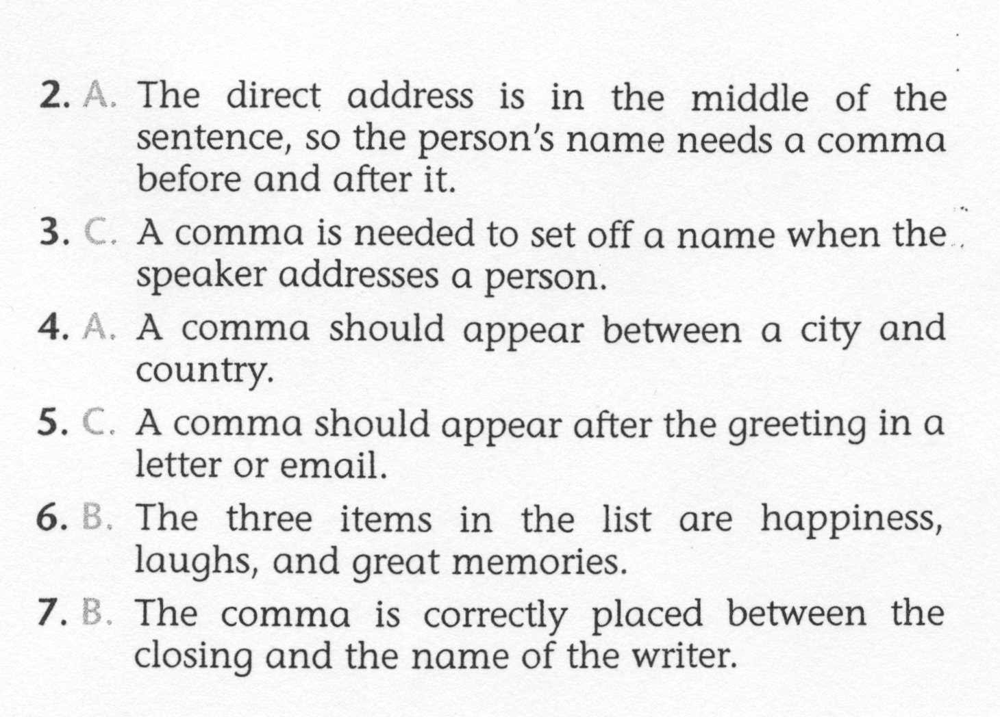 2. A. The direct address is in the middle of the
sentence, so the person's name needs a comma
before and after it.
3. C. A comma is needed to set off a name when the
speaker addresses a person.
4. A. A comma should appear between a city and
country.
5. C. A comma should appear after the greeting in a
letter or email.
6. B. The three items in the list are happiness,
laughs, and great memories.
7. B. The comma is correctly placed between the
closing and the name of the writer.